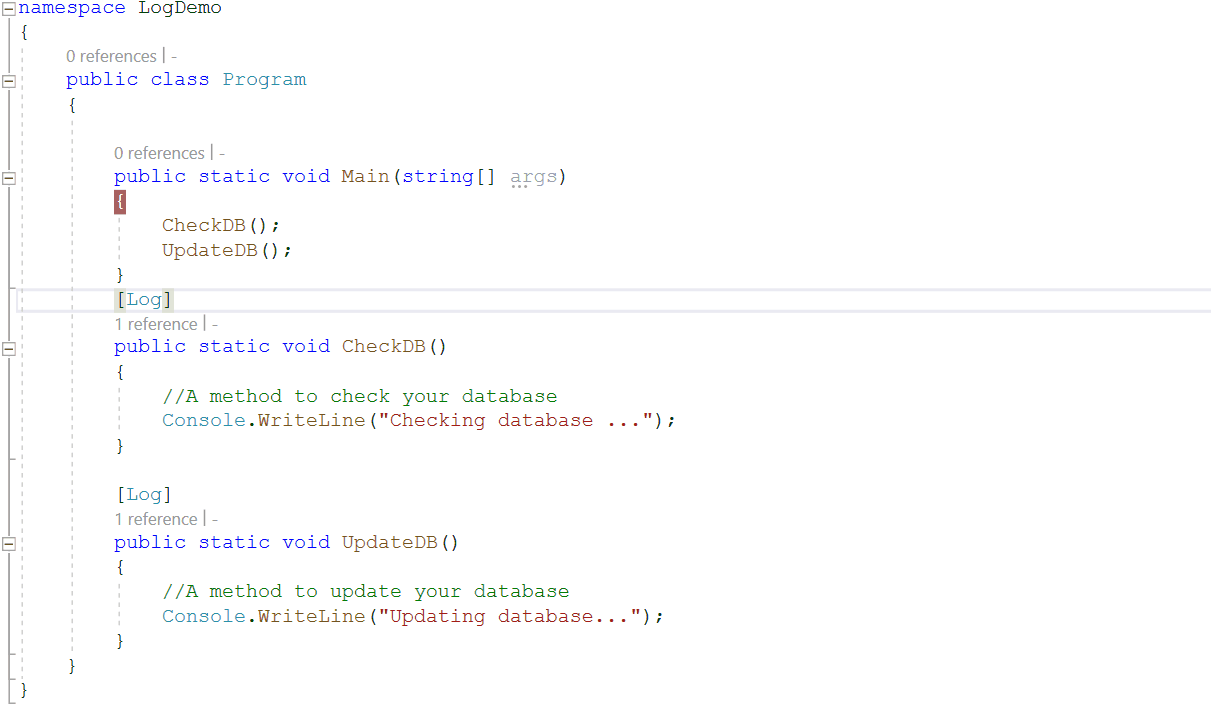 namespace LogDemo
{
0 references | -
public class Program
{
0 references | -
public static void Main(string[] args)
{
CheckDB();
UpdateDB();
}
[Log]
1 reference | -
public static void CheckDB()
{
//A method to check your database
Console.WriteLine("Checking database ...");
}
[Log]
1 reference | -
public static void UpdateDB()
{
//A method to update your database
Console.WriteLine("Updating database...");
}
}
}